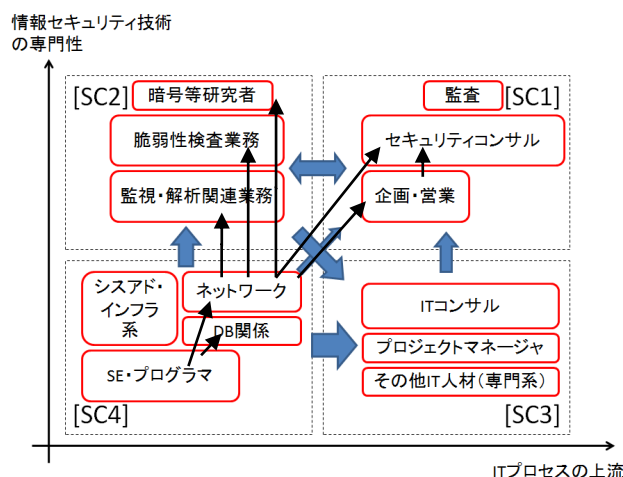 情報セキュリティ技術
の専門性
[SC2]
暗号等研究者
脆弱性検査業務
監視・解析関連業務
監査
[SC1]
セキュリティコンサル
企画・営業
シスアド・
インフラ
系
ネットワーク
DB関係
SE・プログラマ
[SC4]
ITコンサル
プロジェクトマネージャ
その他IT人材(専門系)
[SC3]
ITプロセスの上流